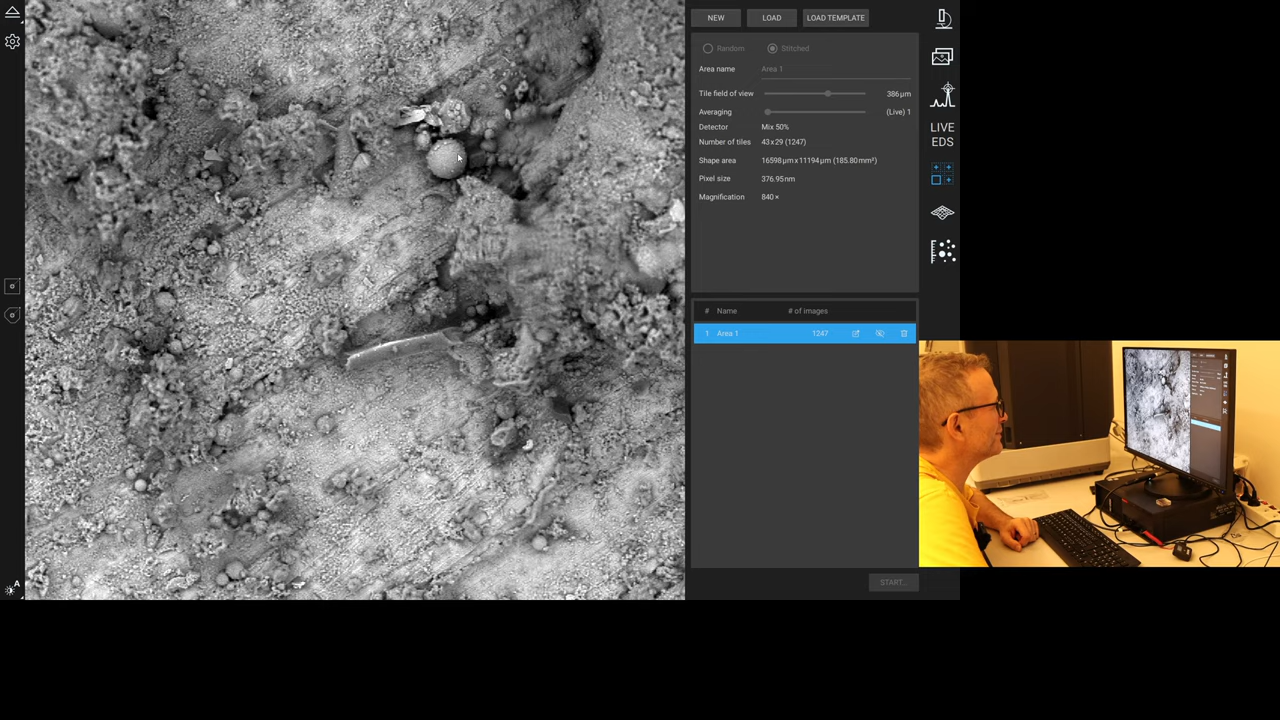 NEW LOAD LOAD TEMPLATE
Random Stitched
Area name Area 1
Tile field of view 386 µm
Averaging (Live) 1
Detector Mix 50%
Number of tiles 43 x 29 (1247)
Shape area 16598 µm x 11194 µm (185.80 mm²)
Pixel size 376.95 nm
Magnification 840 ×
LIVE
EDS
# Name # of images
1 Area 1 1247
START...
A